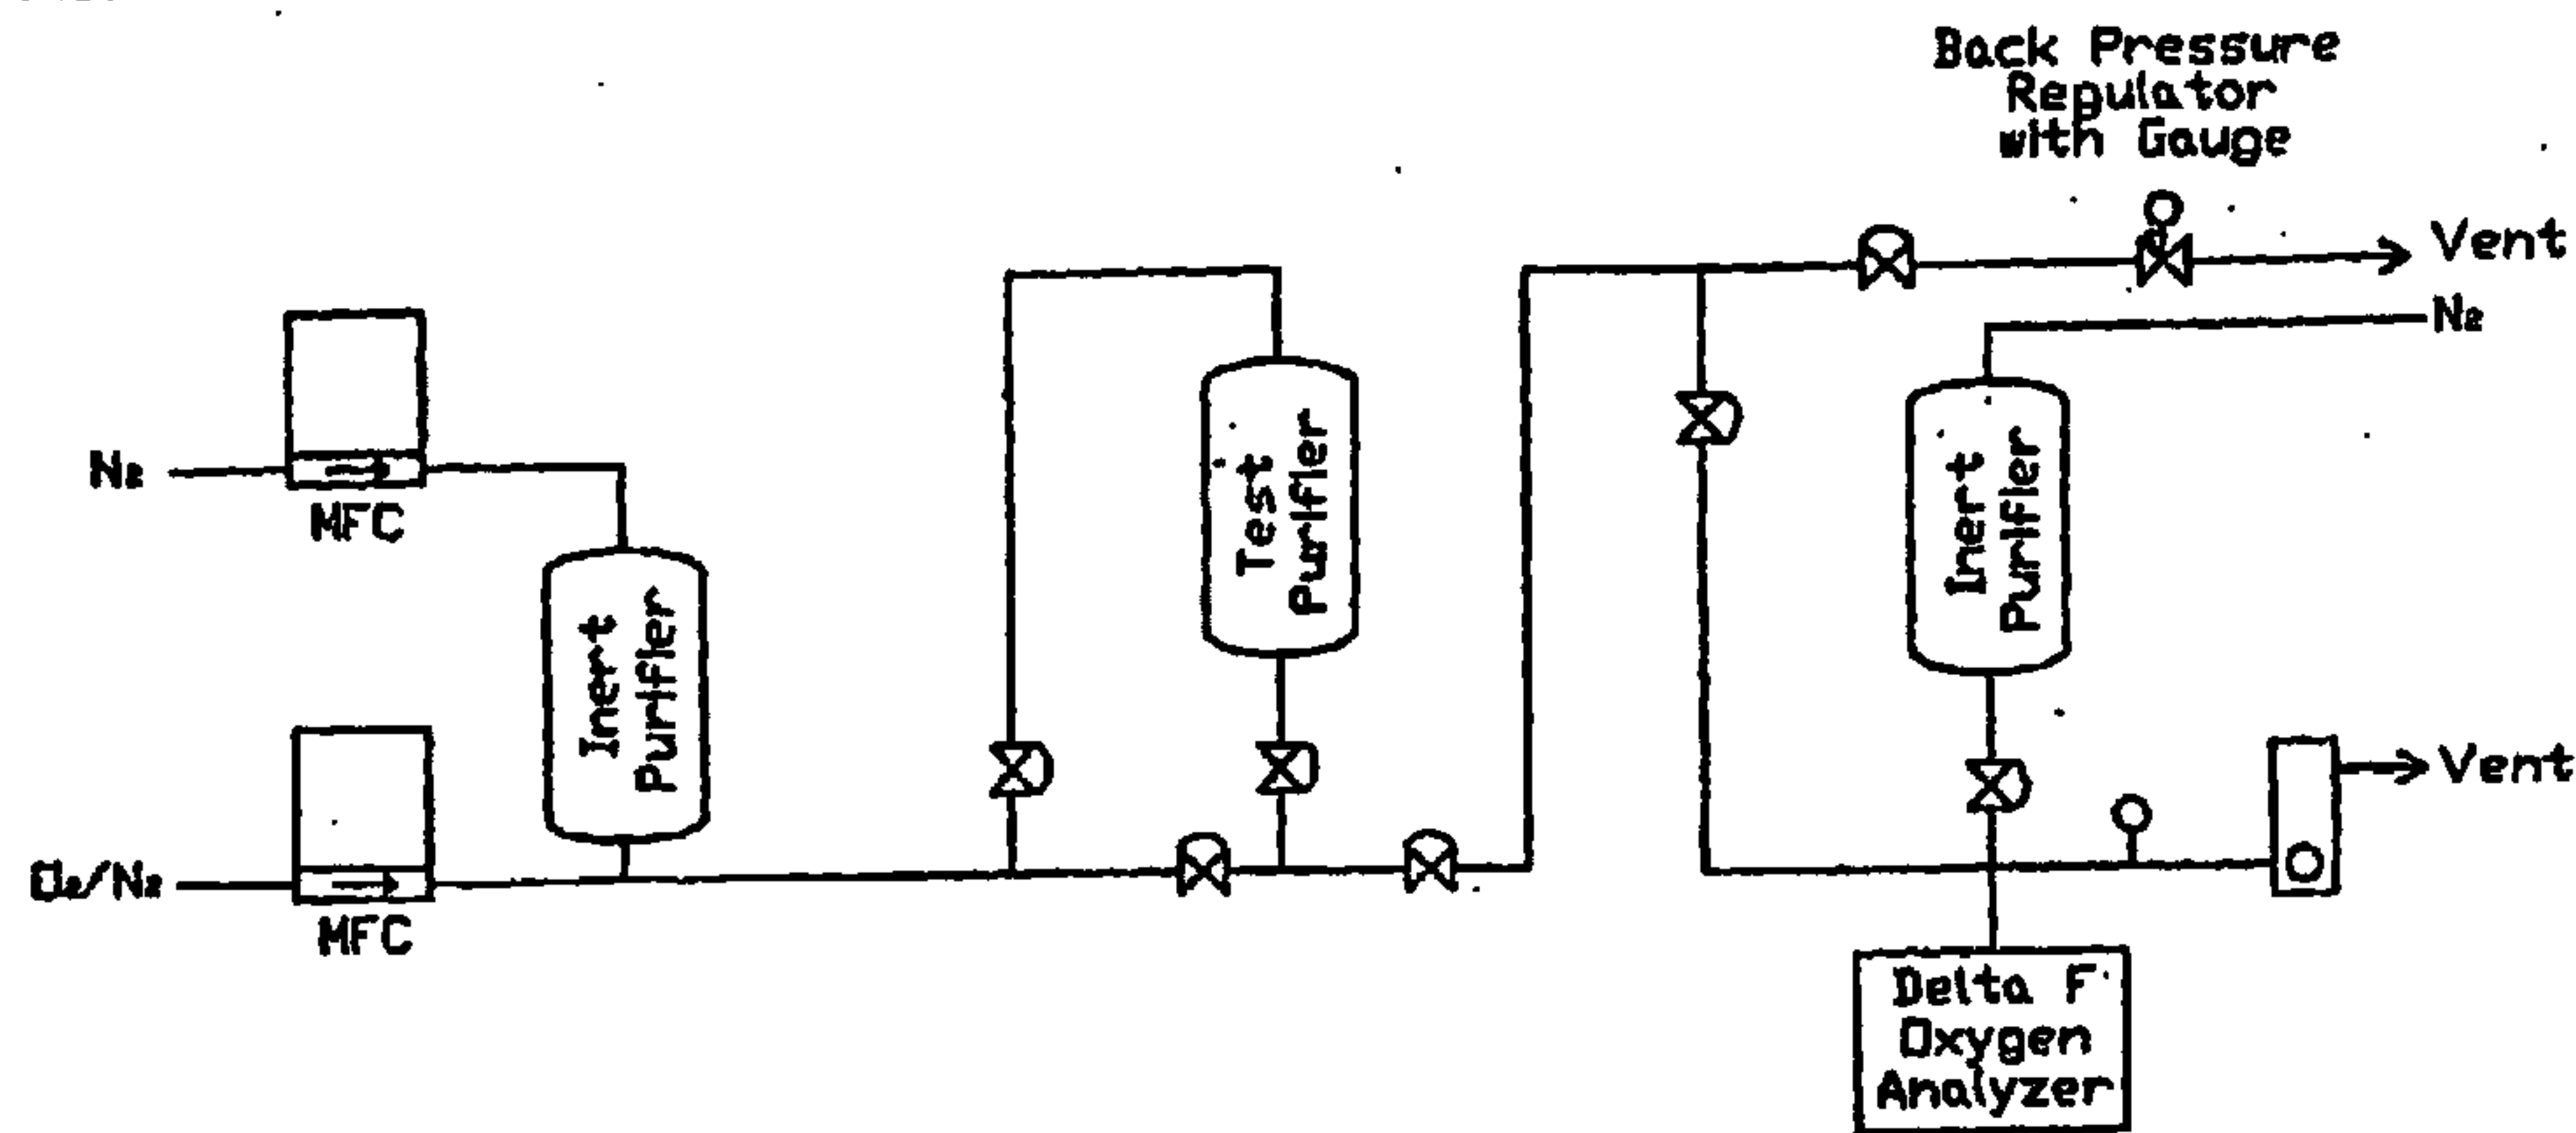 Back Pressure
Regulator
with Gauge
Vent
N₂
N₂
MFC
Inert
Purifier
Test
Purifier
Inert
Purifier
O₂/N₂
MFC
Vent
Delta F
Oxygen
Analyzer